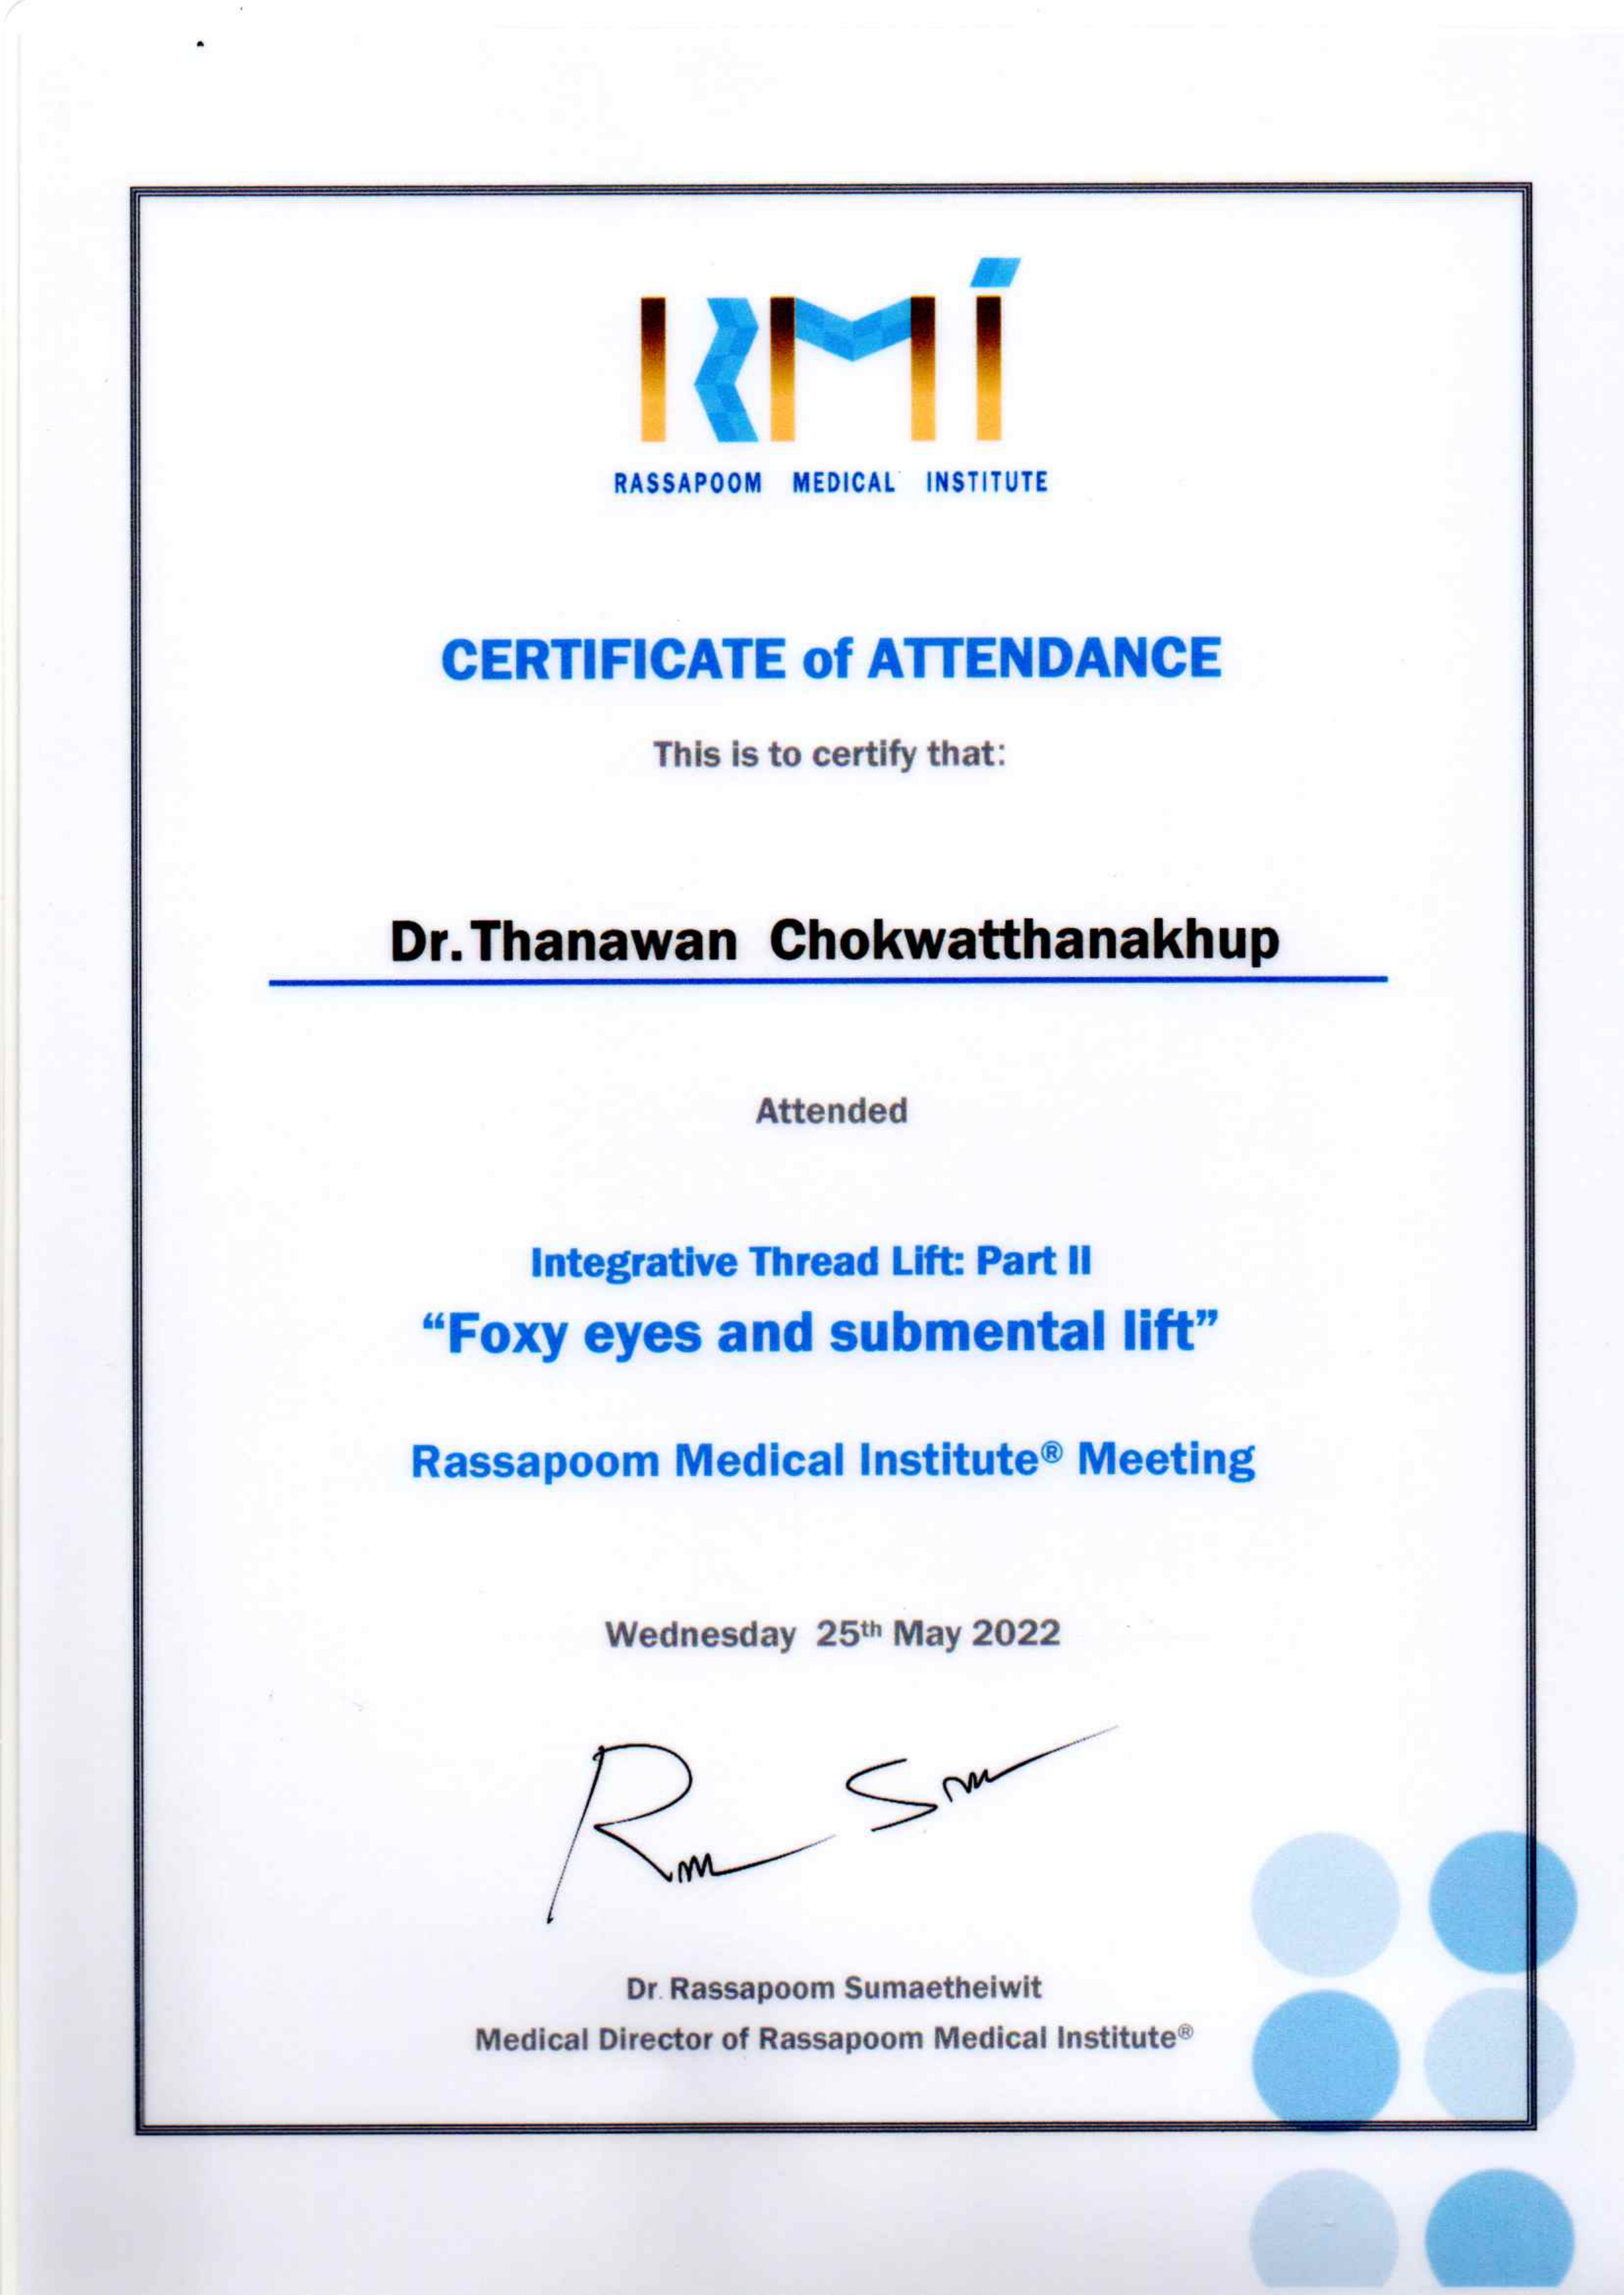 RMI
RASSAPOOM MEDICAL INSTITUTE
CERTIFICATE of ATTENDANCE
This is to certify that:
Dr. Thanawan Chokwatthanakhup
Attended
Integrative Thread Lift: Part II
“Foxy eyes and submental lift”
Rassapoom Medical Institute® Meeting
Wednesday 25th May 2022
Dr. Rassapoom Sumaetheiwit
Medical Director of Rassapoom Medical Institute®